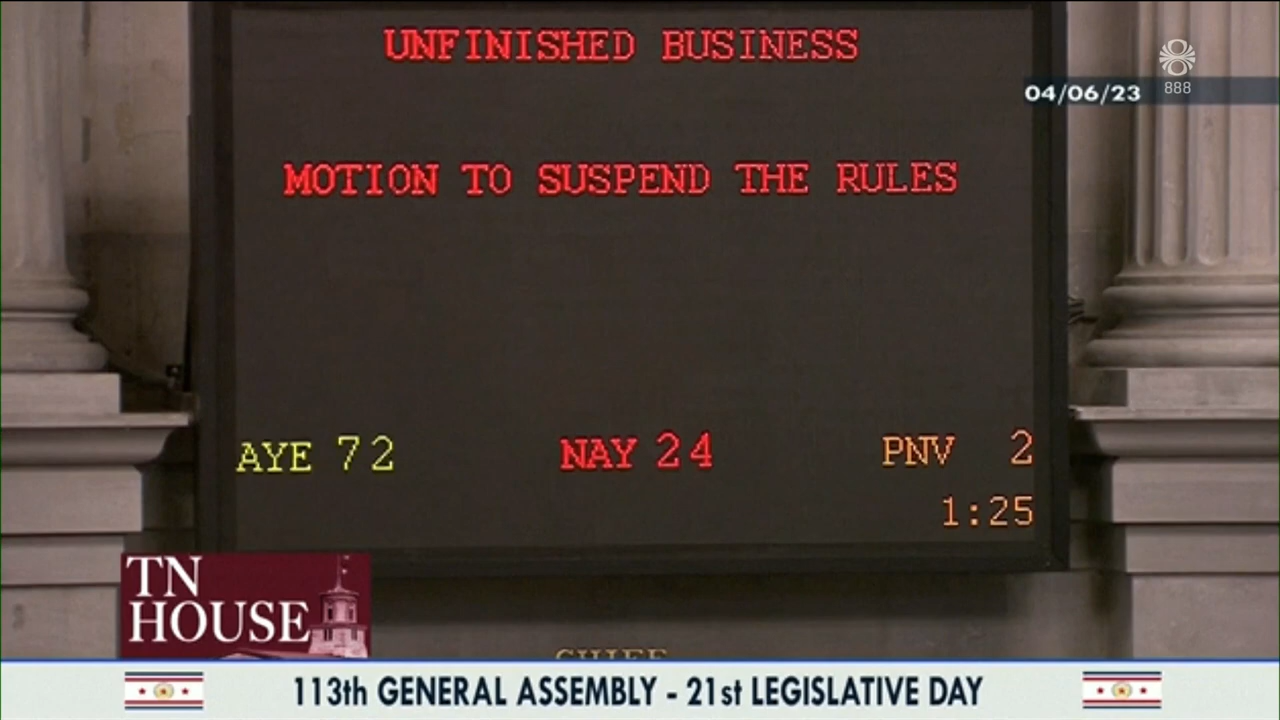 UNFINISHED BUSINESS
888
04/06/23
MOTION TO SUSPEND THE RULES
AYE 72 NAY 24 PNV 2
1:25
TN
HOUSE
CHIEF
113th GENERAL ASSEMBLY - 21st LEGISLATIVE DAY